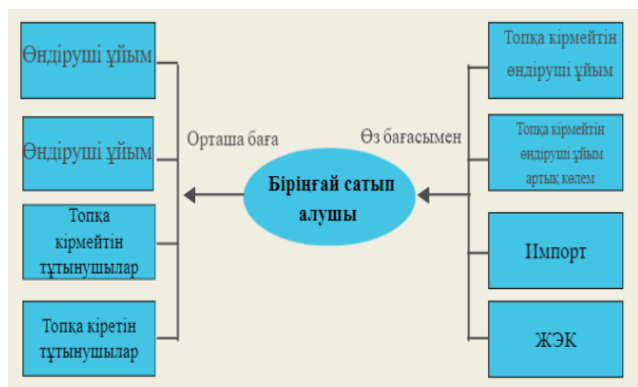 Өндіруші ұйым
Өндіруші ұйым
Топқа
кірмейтін
тұтынушылар
Топқа кіретін
тұтынушылар
Орташа баға
Біріңғай сатып
алушы
Өз бағасымен
Топқа кірмейтін
өндіруші ұйым
Топқа кірмейтін
өндіруші ұйым
артық көлем
Импорт
ЖЭК